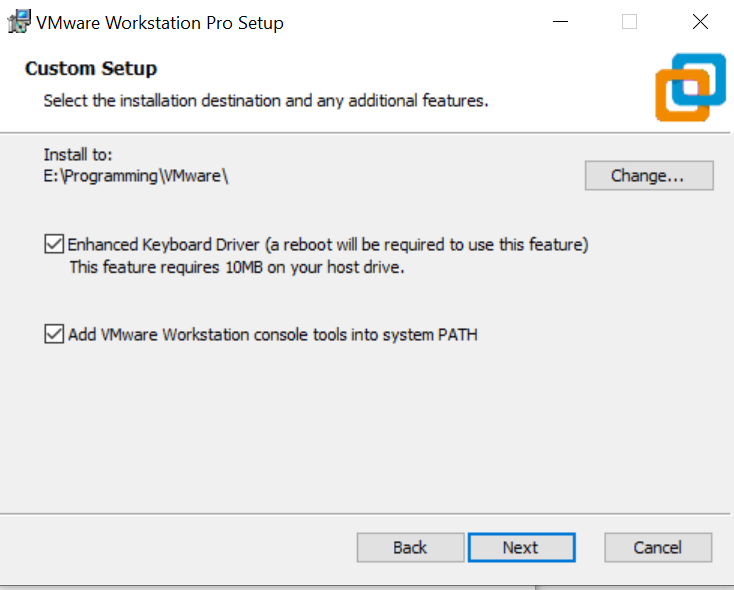 VMware Workstation Pro Setup
Custom Setup
Select the installation destination and any additional features.
Install to:
E:\Programming\VMware\
Change...
Enhanced Keyboard Driver (a reboot will be required to use this feature)
This feature requires 10MB on your host drive.
Add VMware Workstation console tools into system PATH
Back
Next
Cancel